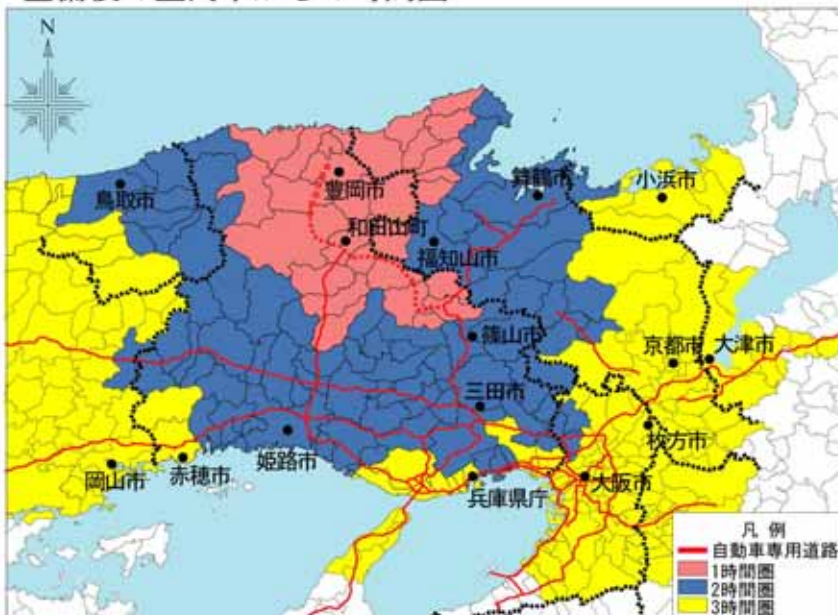 N
鳥取市
豊岡市
舞鶴市
小浜市
和田山町
福知山市
篠山市
京都市
大津市
三田市
枚方市
姫路市
赤穂市
岡山市
兵庫県庁
大阪市
凡 例
自動車専用道路
1時間圏
2時間圏
3時間圏